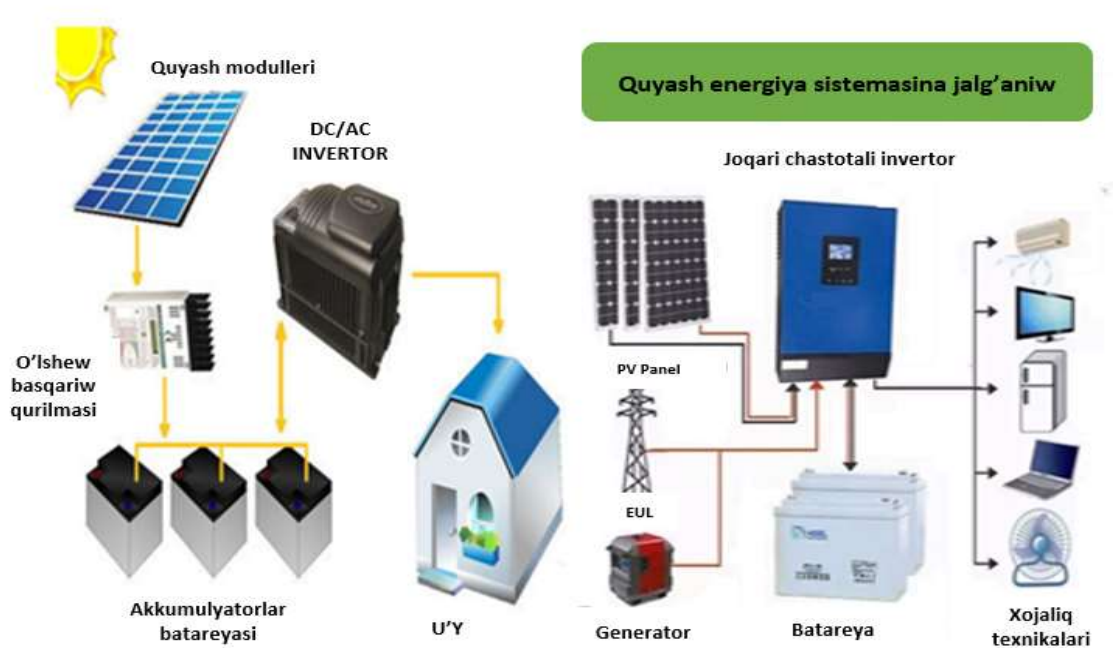 Quyash modulleri
DC/AC
INVERTOR
O'lshew
basqariw
qurilması
Akkumulyatorlar
batareyasi
U'Y
Quyash energiya sistemasina jalg'aniw
Joqari chastotali invertor
PV Panel
EUL
Generator
Batareya
Xojaliq
texnikalari